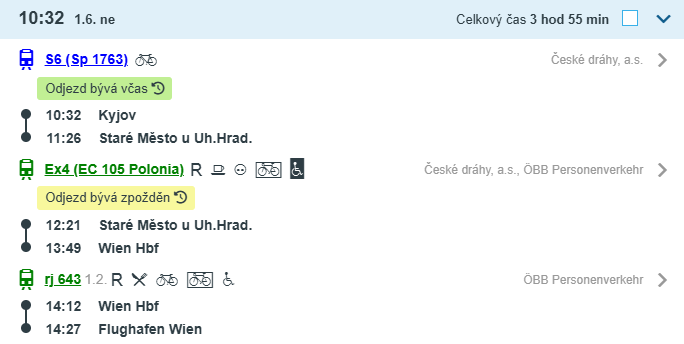 10:32 1.6. ne Celkový čas 3 hod 55 min
S6 (Sp 1763) České dráhy, a.s.
Odjezd bývá včas
10:32 Kyjov
11:26 Staré Město u Uh.Hrad.
Ex4 (EC 105 Polonia) R České dráhy, a.s., ÖBB Personenverkehr
Odjezd bývá zpožděn
12:21 Staré Město u Uh.Hrad.
13:49 Wien Hbf
rj 643 1.2. R ÖBB Personenverkehr
14:12 Wien Hbf
14:27 Flughafen Wien